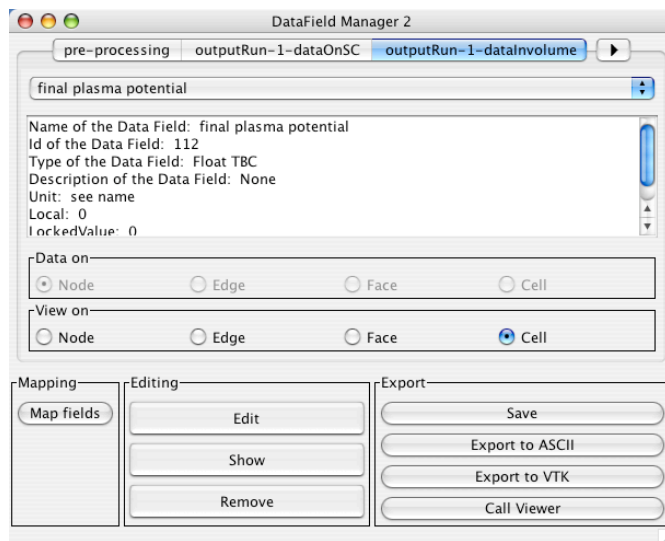 DataField Manager 2
pre-processing outputRun-1-dataOnSC outputRun-1-dataInvolume
final plasma potential
Name of the Data Field: final plasma potential
Id of the Data Field: 112
Type of the Data Field: Float TBC
Description of the Data Field: None
Unit: see name
Local: 0
LockedValue: 0
Data on
Node Edge Face Cell
View on
Node Edge Face Cell
Mapping Editing Export
Map fields Edit Save
Show Export to ASCII
Export to VTK
Remove Call Viewer